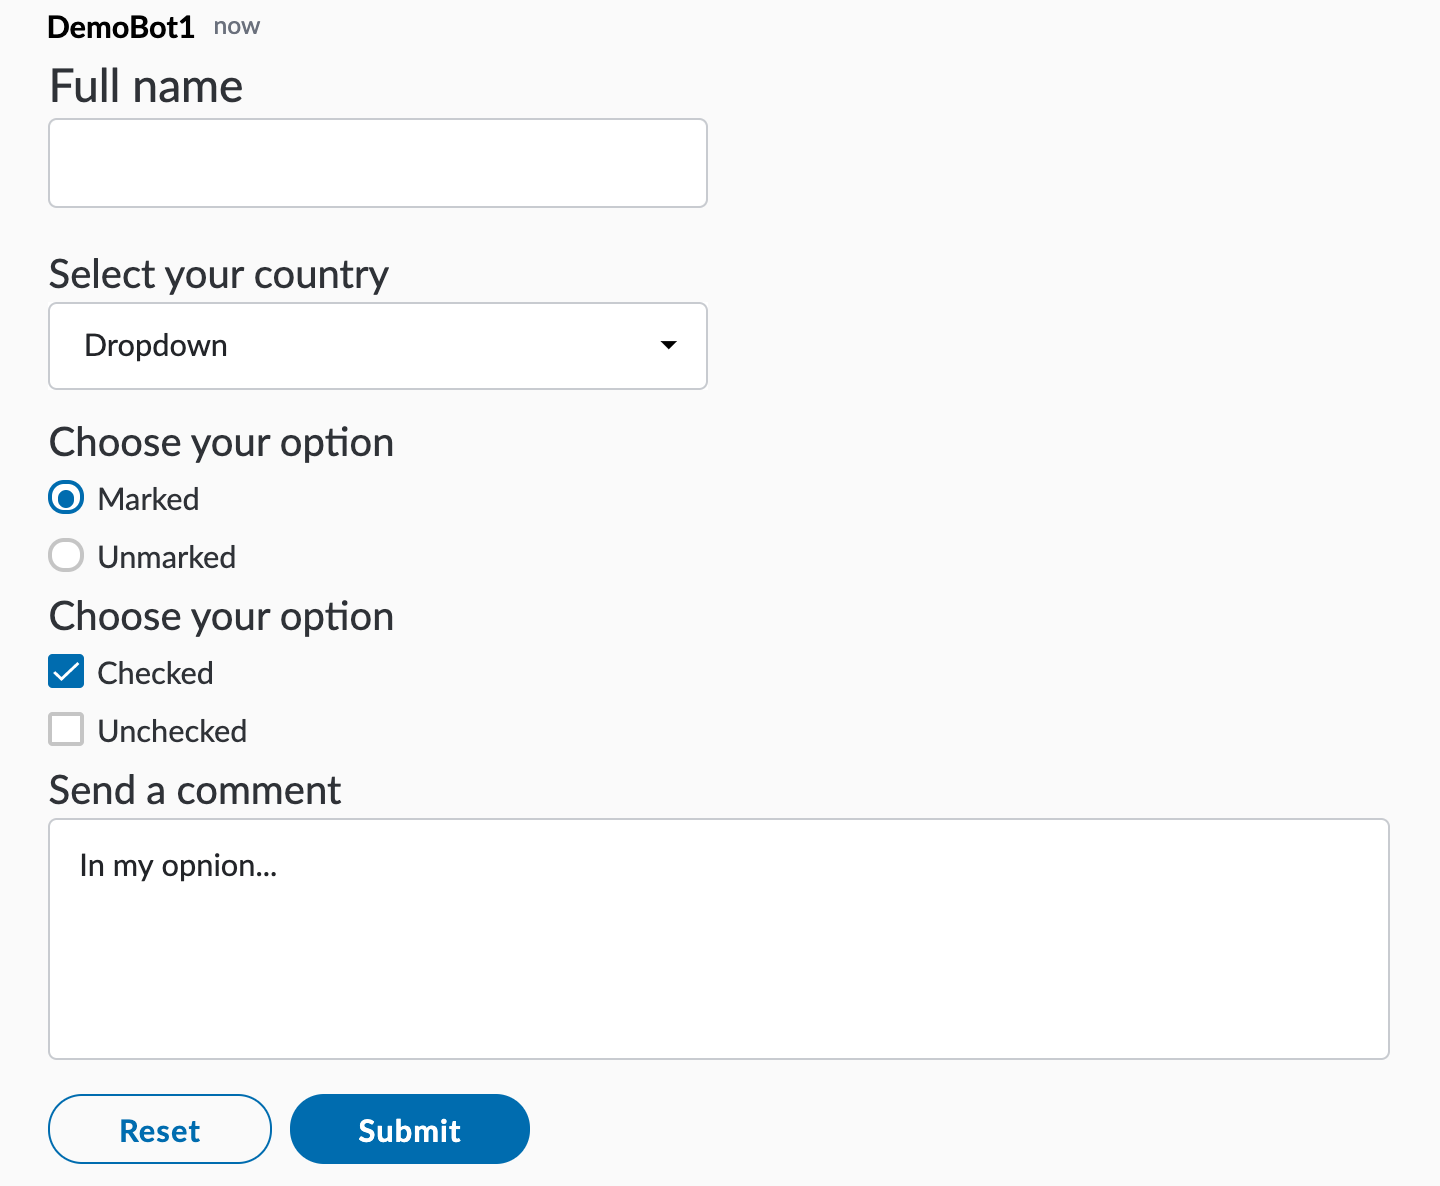 DemoBot1 now
Full name
Select your country
Dropdown
Choose your option
Marked
Unmarked
Choose your option
Checked
Unchecked
Send a comment
In my opnion...
Reset Submit